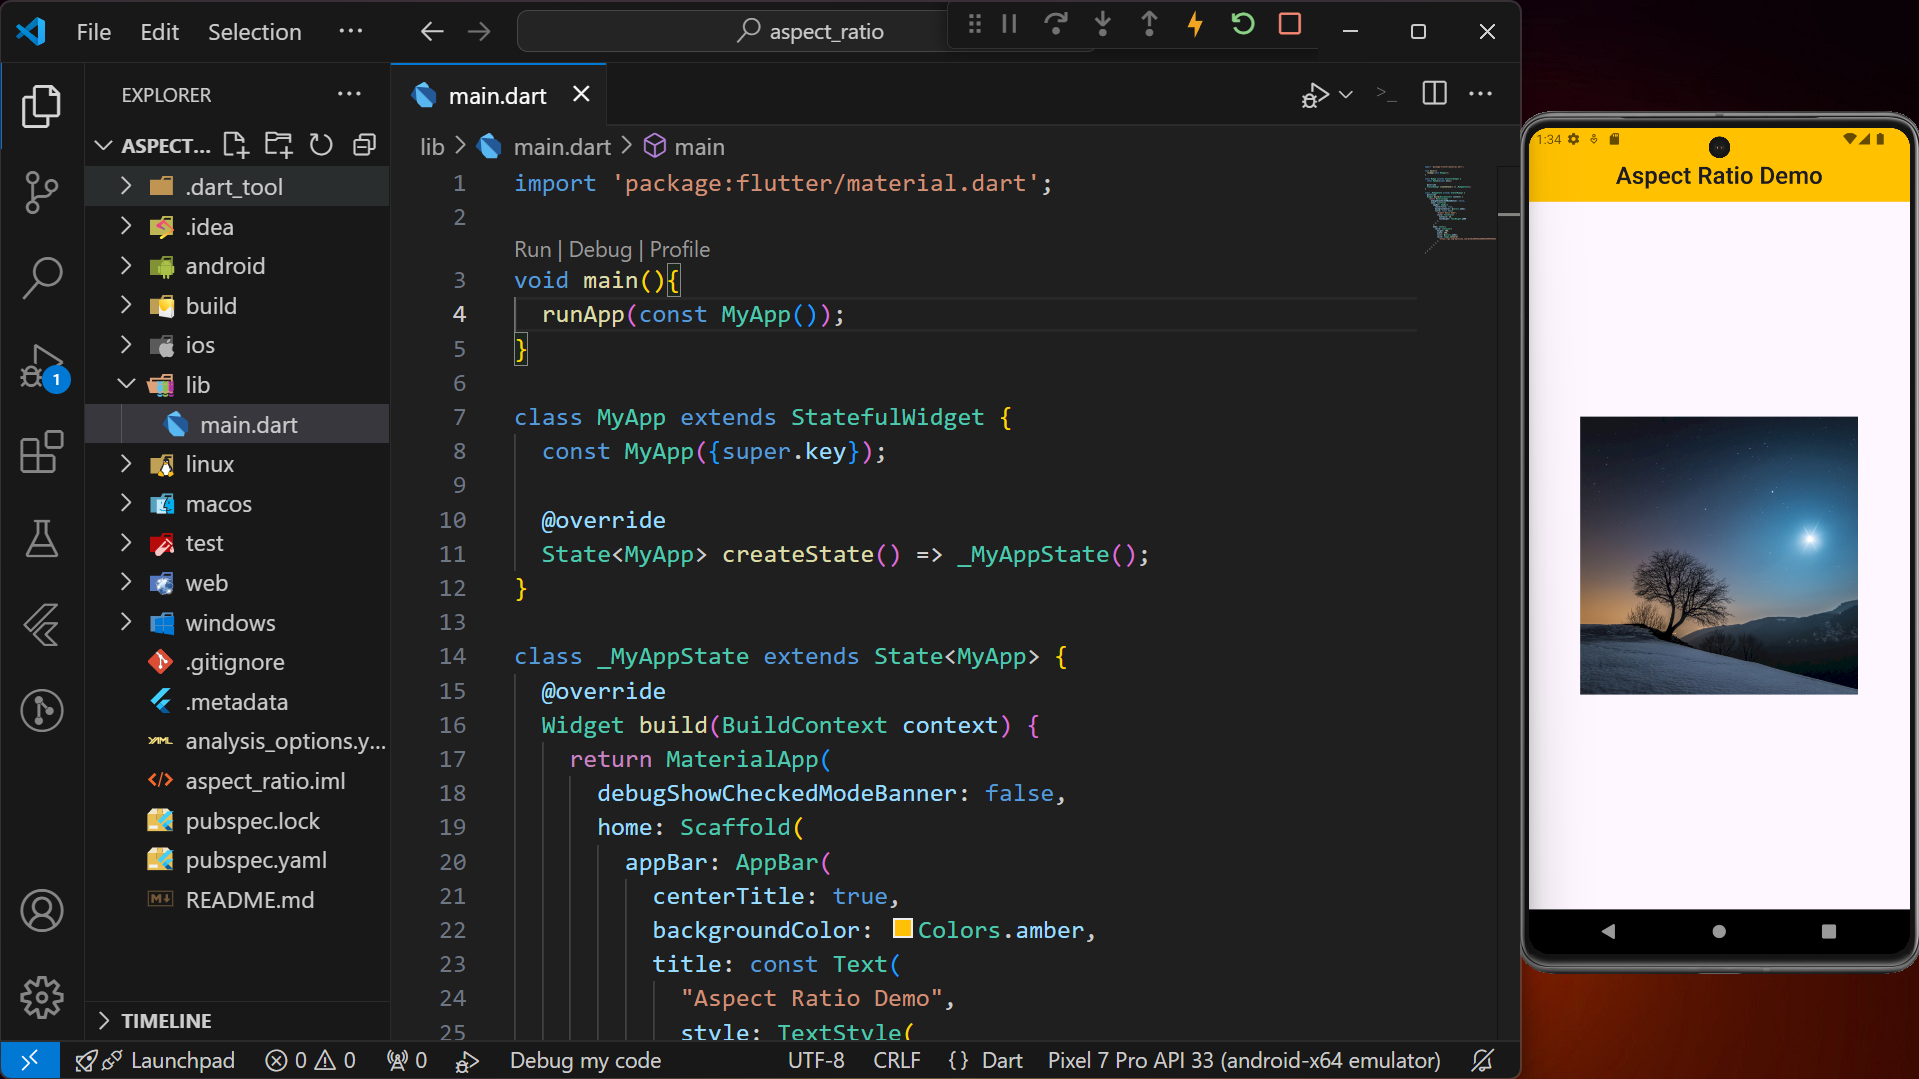 File Edit Selection ...
aspect_ratio
EXPLORER
ASPECT...
.dart_tool
.idea
android
build
ios
lib
main.dart
linux
macos
test
web
windows
.gitignore
.metadata
analysis_options.y...
aspect_ratio.iml
pubspec.lock
pubspec.yaml
README.md
TIMELINE
1
main.dart
lib > main.dart > main
1 import 'package:flutter/material.dart';
2
Run | Debug | Profile
3 void main(){
4 runApp(const MyApp());
5 }
6
7 class MyApp extends StatefulWidget {
8 const MyApp({super.key});
9
10 @override
11 State<MyApp> createState() => _MyAppState();
12 }
13
14 class _MyAppState extends State<MyApp> {
15 @override
16 Widget build(BuildContext context) {
17 return MaterialApp(
18 debugShowCheckedModeBanner: false,
19 home: Scaffold(
20 appBar: AppBar(
21 centerTitle: true,
22 backgroundColor: Colors.amber,
23 title: const Text(
24 "Aspect Ratio Demo",
25 style: TextStyle(
Launchpad 0 0 0 Debug my code UTF-8 CRLF {} Dart Pixel 7 Pro API 33 (android-x64 emulator)
1:34
Aspect Ratio Demo